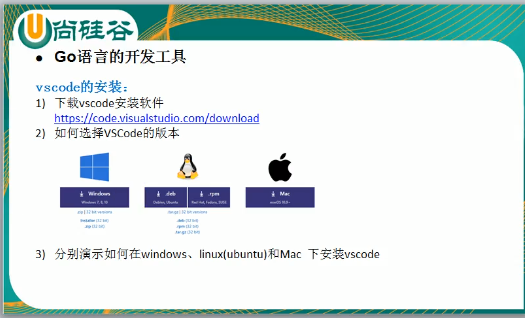 尚硅谷
● Go语言的开发工具
vscode的安装：
1) 下载vscode安装软件
https://code.visualstudio.com/download
2) 如何选择VSCode的版本
Windows .deb .rpm Mac
Windows 7, 8, 10 Debian, Ubuntu Red Hat, Fedora, SUSE
3) 分别演示如何在windows、linux(ubuntu)和Mac 下安装vscode